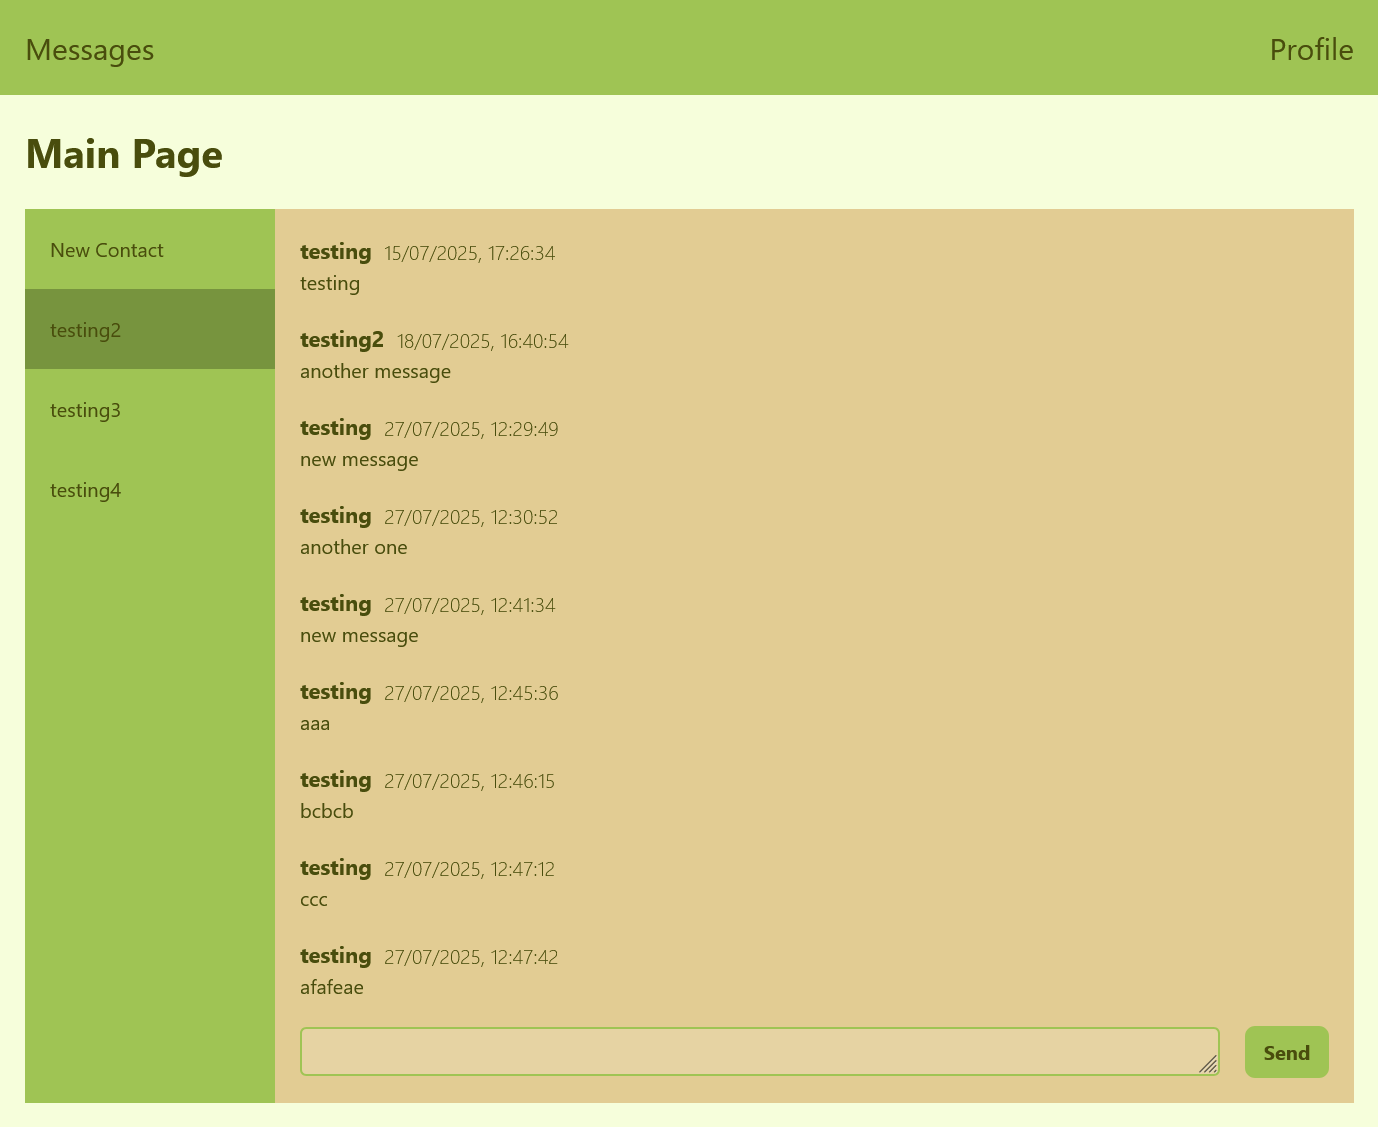 Messages
Profile
Main Page
New Contact
testing2
testing3
testing4
testing 15/07/2025, 17:26:34
testing
testing2 18/07/2025, 16:40:54
another message
testing 27/07/2025, 12:29:49
new message
testing 27/07/2025, 12:30:52
another one
testing 27/07/2025, 12:41:34
new message
testing 27/07/2025, 12:45:36
aaa
testing 27/07/2025, 12:46:15
bcbcb
testing 27/07/2025, 12:47:12
ccc
testing 27/07/2025, 12:47:42
afafeae
Send